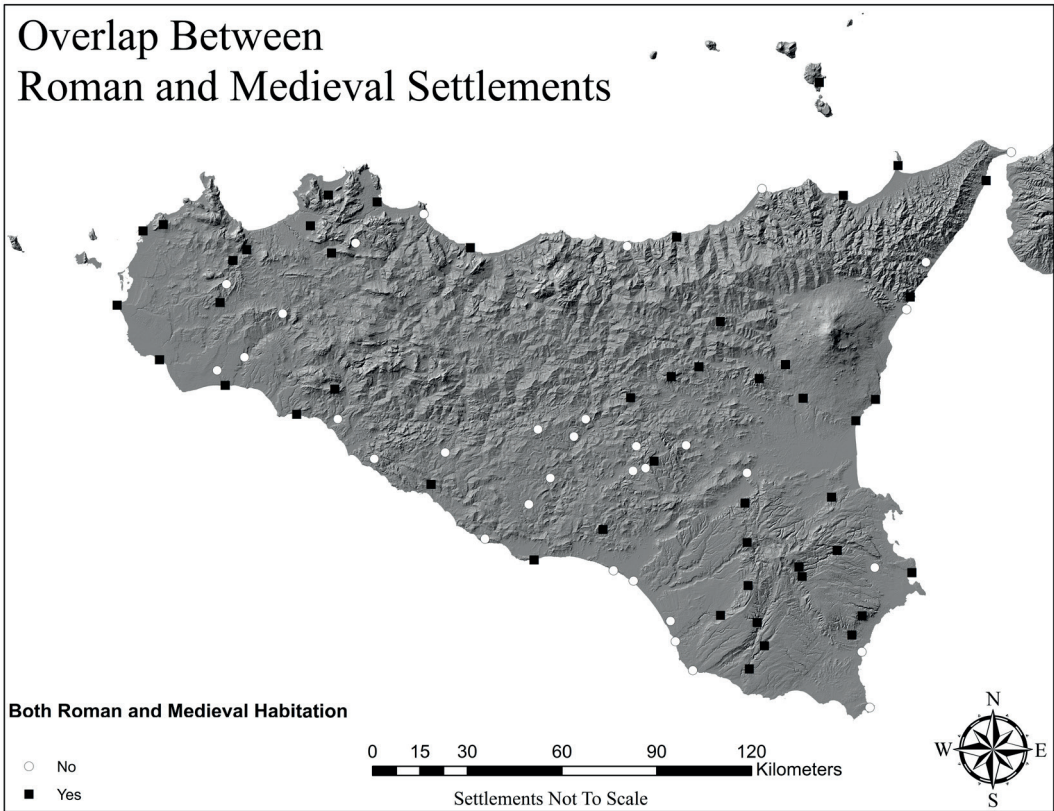 Overlap Between
Roman and Medieval Settlements
Both Roman and Medieval Habitation
No
Yes
0 15 30 60 90 120
Kilometers
Settlements Not To Scale
N
W E
S